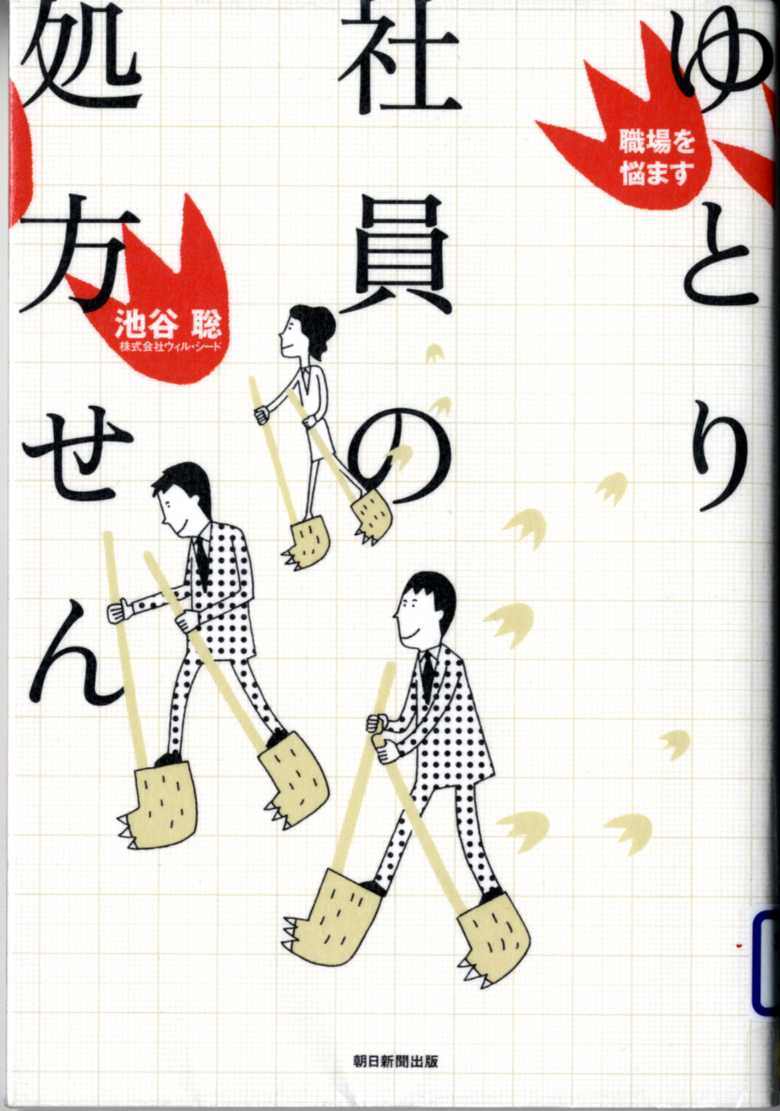 職場を
悩ます
ゆとり
社員の
処方せん
池谷 聡
株式会社ウィル・シード
朝日新聞出版